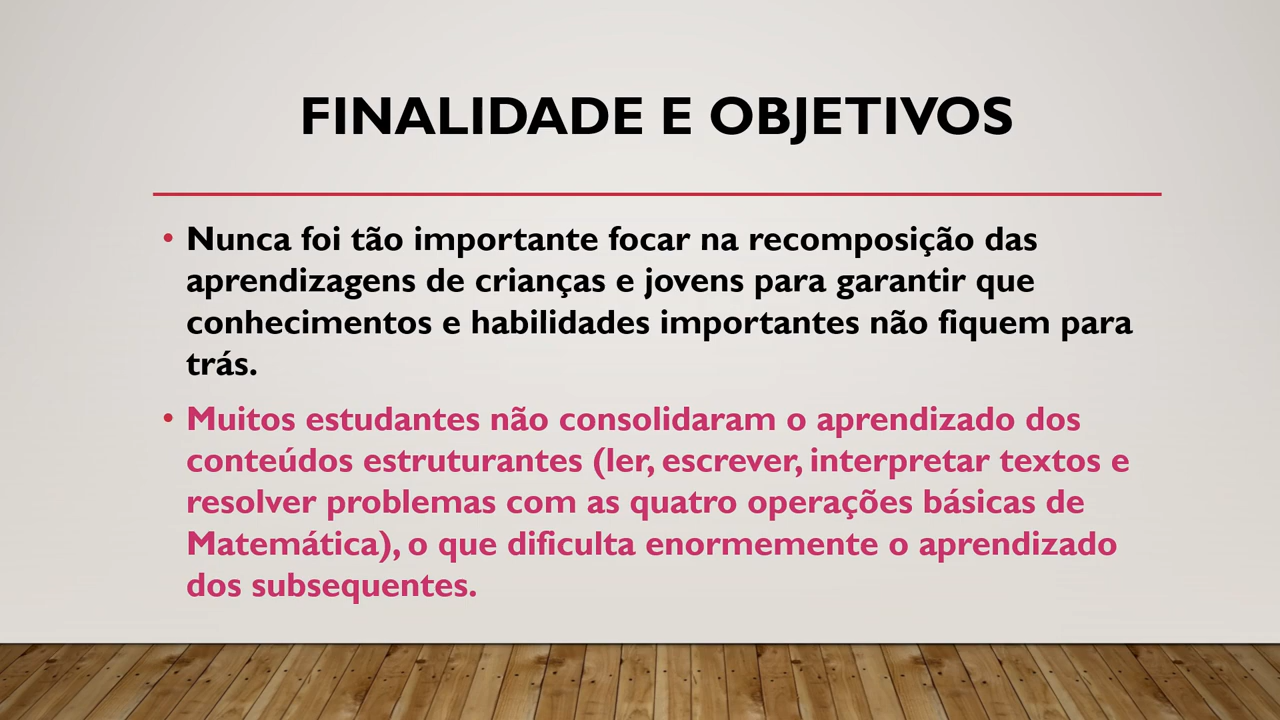 FINALIDADE E OBJETIVOS
• Nunca foi tão importante focar na recomposição das
aprendizagens de crianças e jovens para garantir que
conhecimentos e habilidades importantes não fiquem para
trás.
• Muitos estudantes não consolidaram o aprendizado dos
conteúdos estruturantes (ler, escrever, interpretar textos e
resolver problemas com as quatro operações básicas de
Matemática), o que dificulta enormemente o aprendizado
dos subsequentes.